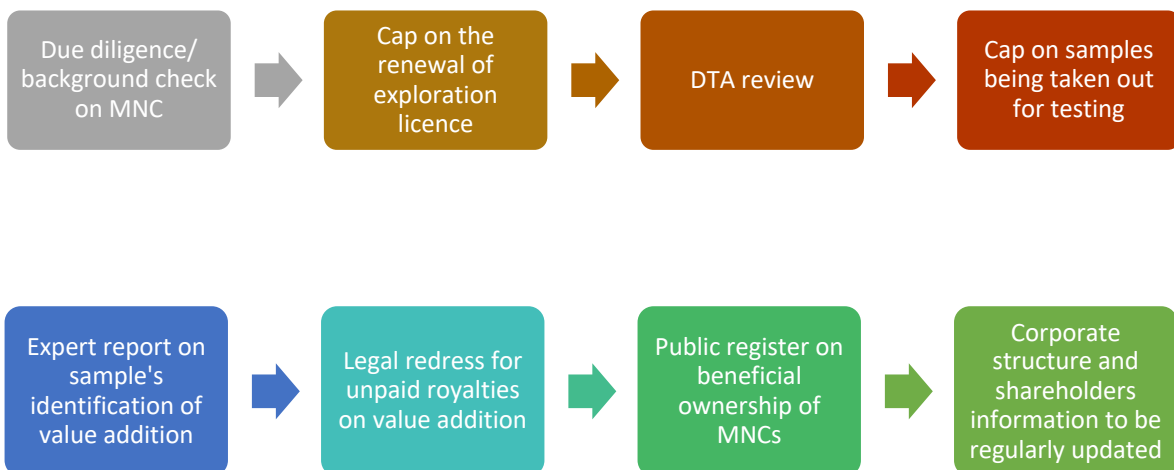 Due diligence/
background check
on MNC
Cap on the
renewal of
exploration
licence
DTA review
Cap on samples
being taken out
for testing
Expert report on
sample's
identification of
value addition
Legal redress for
unpaid royalties
on value addition
Public register on
beneficial
ownership of
MNCs
Corporate
structure and
shareholders
information to be
regularly updated